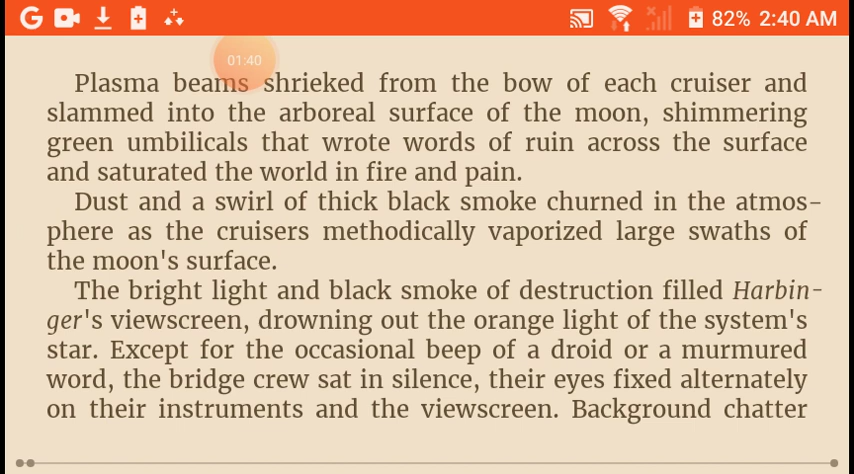 82% 2:40 AM
01:40
Plasma beams shrieked from the bow of each cruiser and
slammed into the arboreal surface of the moon, shimmering
green umbilicals that wrote words of ruin across the surface
and saturated the world in fire and pain.
Dust and a swirl of thick black smoke churned in the atmos-
phere as the cruisers methodically vaporized large swaths of
the moon's surface.
The bright light and black smoke of destruction filled Harbin-
ger's viewscreen, drowning out the orange light of the system's
star. Except for the occasional beep of a droid or a murmured
word, the bridge crew sat in silence, their eyes fixed alternately
on their instruments and the viewscreen. Background chatter